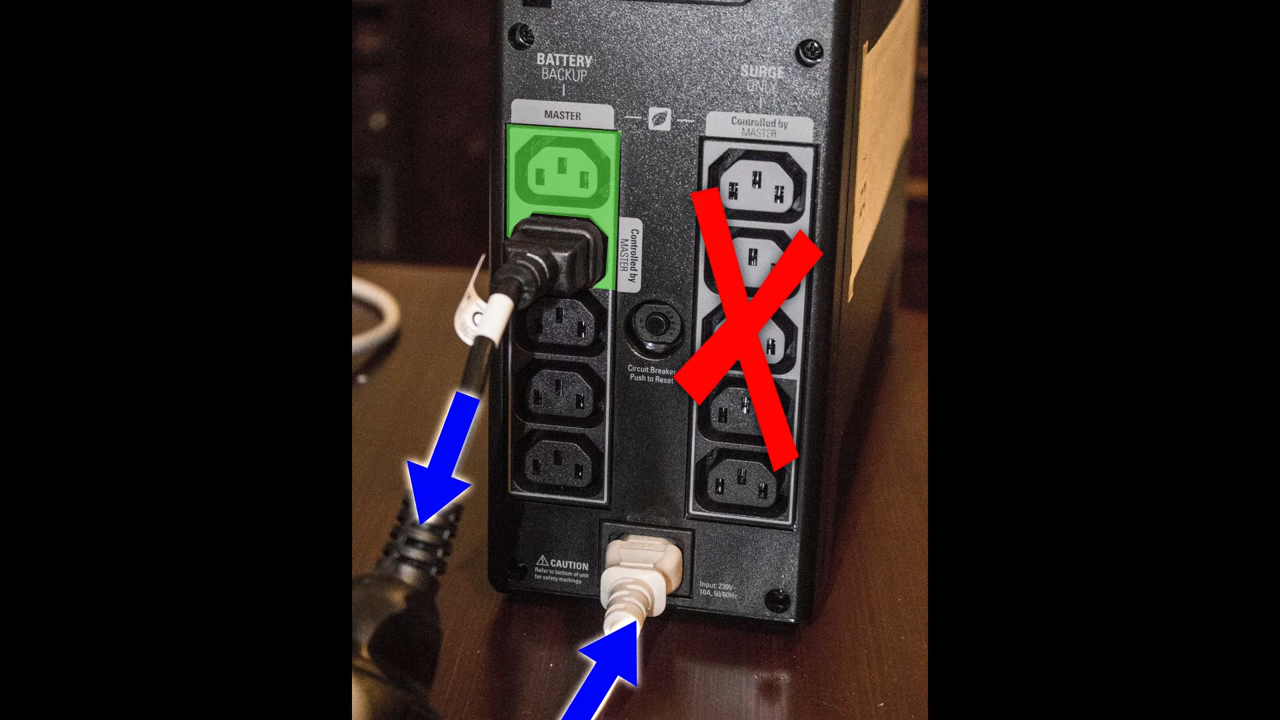 BATTERY
BACKUP
SURGE
ONLY
MASTER
Controlled by
MASTER
Controlled by
MASTER
Circuit Breaker
Push to Reset
CAUTION
Refer to bottom of unit
for safety markings
Input: 230V~
10A, 50/60Hz